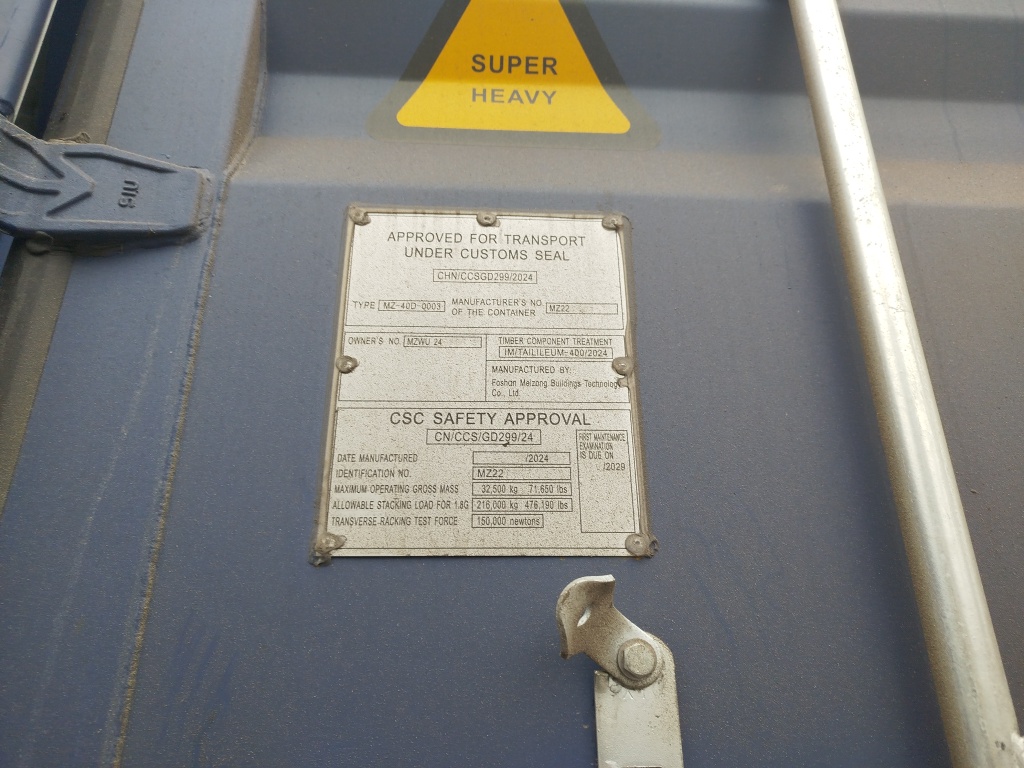 SUPER
HEAVY
APPROVED FOR TRANSPORT
UNDER CUSTOMS SEAL
CHN/CCSGD299/2024
TYPE MZ-40D-0003 MANUFACTURER'S NO.
OF THE CONTAINER MZ22
OWNER'S NO. MZWU 24
TIMBER COMPONENT TREATMENT
IM/TAILILEUM-400/2024
MANUFACTURED BY:
Foshan Meizong Buildings Technology
Co., Ltd.
CSC SAFETY APPROVAL
CN/CCS/GD299/24
DATE MANUFACTURED /2024
IDENTIFICATION NO. MZ22
MAXIMUM OPERATING GROSS MASS 32,500 kg 71,650 lbs
ALLOWABLE STACKING LOAD FOR 1.8G 216,000 kg 476,190 lbs
TRANSVERSE RACKING TEST FORCE 150,000 newtons
FIRST MAINTENANCE
EXAMINATION
IS DUE ON
/2029